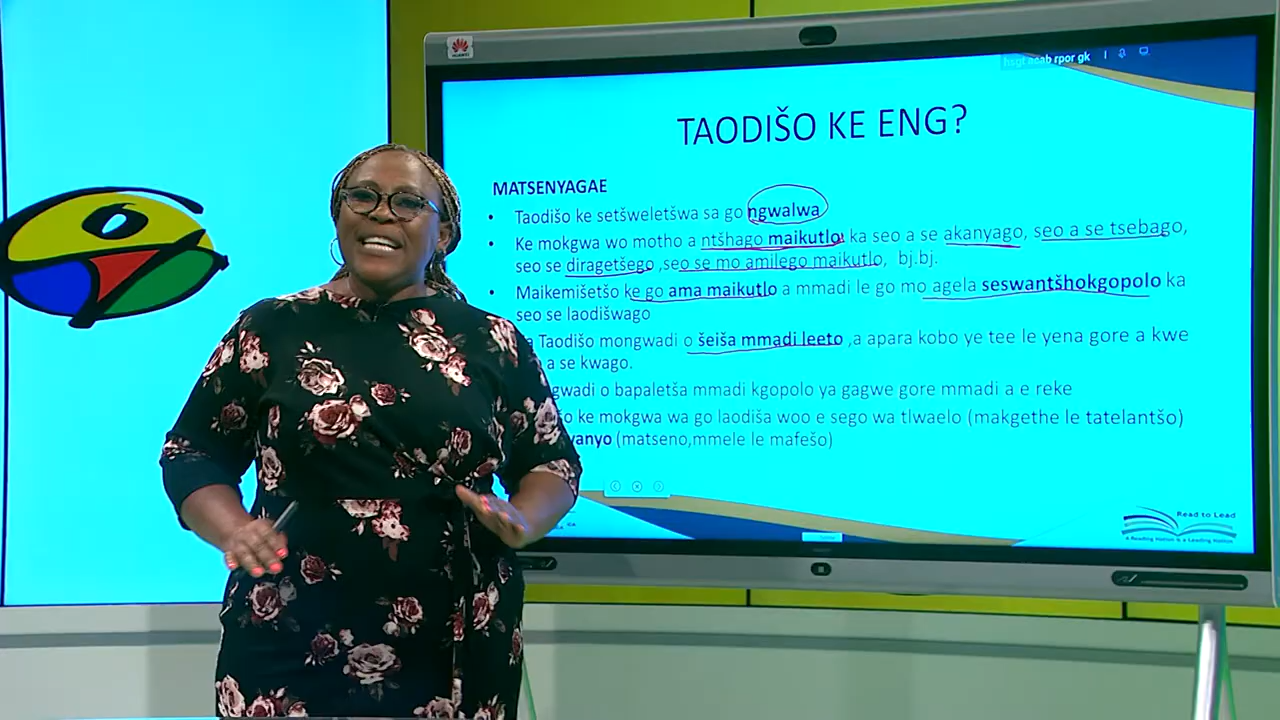 HUAWEI
rpor gk
TAODIŠO KE ENG?
MATSENYAGAE
• Taodišo ke setšweletšwa sa go ngwalwa
• Ke mokgwa wo motho a ntšhago maikutlo ka seo a se akanyago, seo a se tsebago,
seo se diragetšego ,seo se mo amilego maikutlo, bj.bj.
• Maikemišetšo ke go ama maikutlo a mmadi le go mo agela seswantšhokgopolo ka
seo se laodišwago
Taodišo mongwadi o šeiša mmadi leeto ,a apara kobo ye tee le yena gore a kwe
a se kwago.
gwadi o bapaletša mmadi kgopolo ya gagwe gore mmadi a e reke
šo ke mokgwa wa go laodiša woo e sego wa tlwaelo (makgethe le tatelantšo)
vanyo (matseno,mmele le mafešo)
Read to Lead
A Reading Nation is a Leading Nation